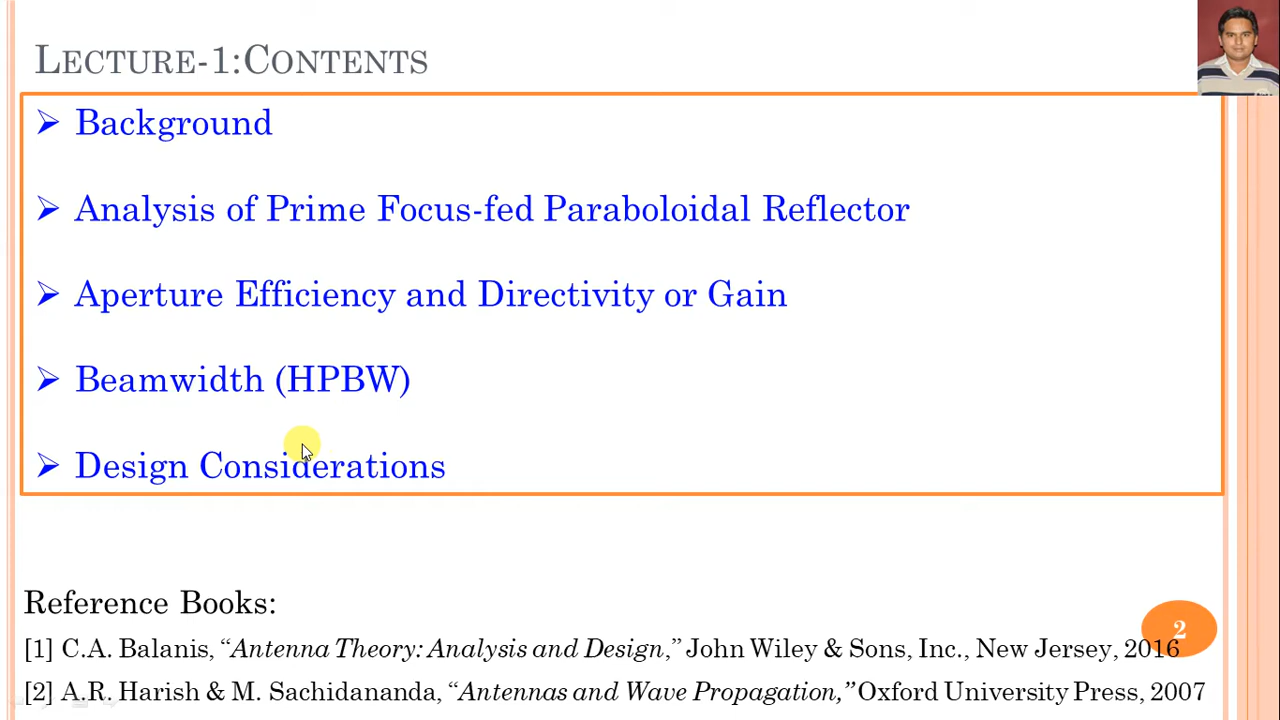 LECTURE-1:CONTENTS
➢ Background
➢ Analysis of Prime Focus-fed Paraboloidal Reflector
➢ Aperture Efficiency and Directivity or Gain
➢ Beamwidth (HPBW)
➢ Design Considerations
Reference Books:
2
[1] C.A. Balanis, “Antenna Theory: Analysis and Design,” John Wiley & Sons, Inc., New Jersey, 2016
[2] A.R. Harish & M. Sachidananda, “Antennas and Wave Propagation,” Oxford University Press, 2007